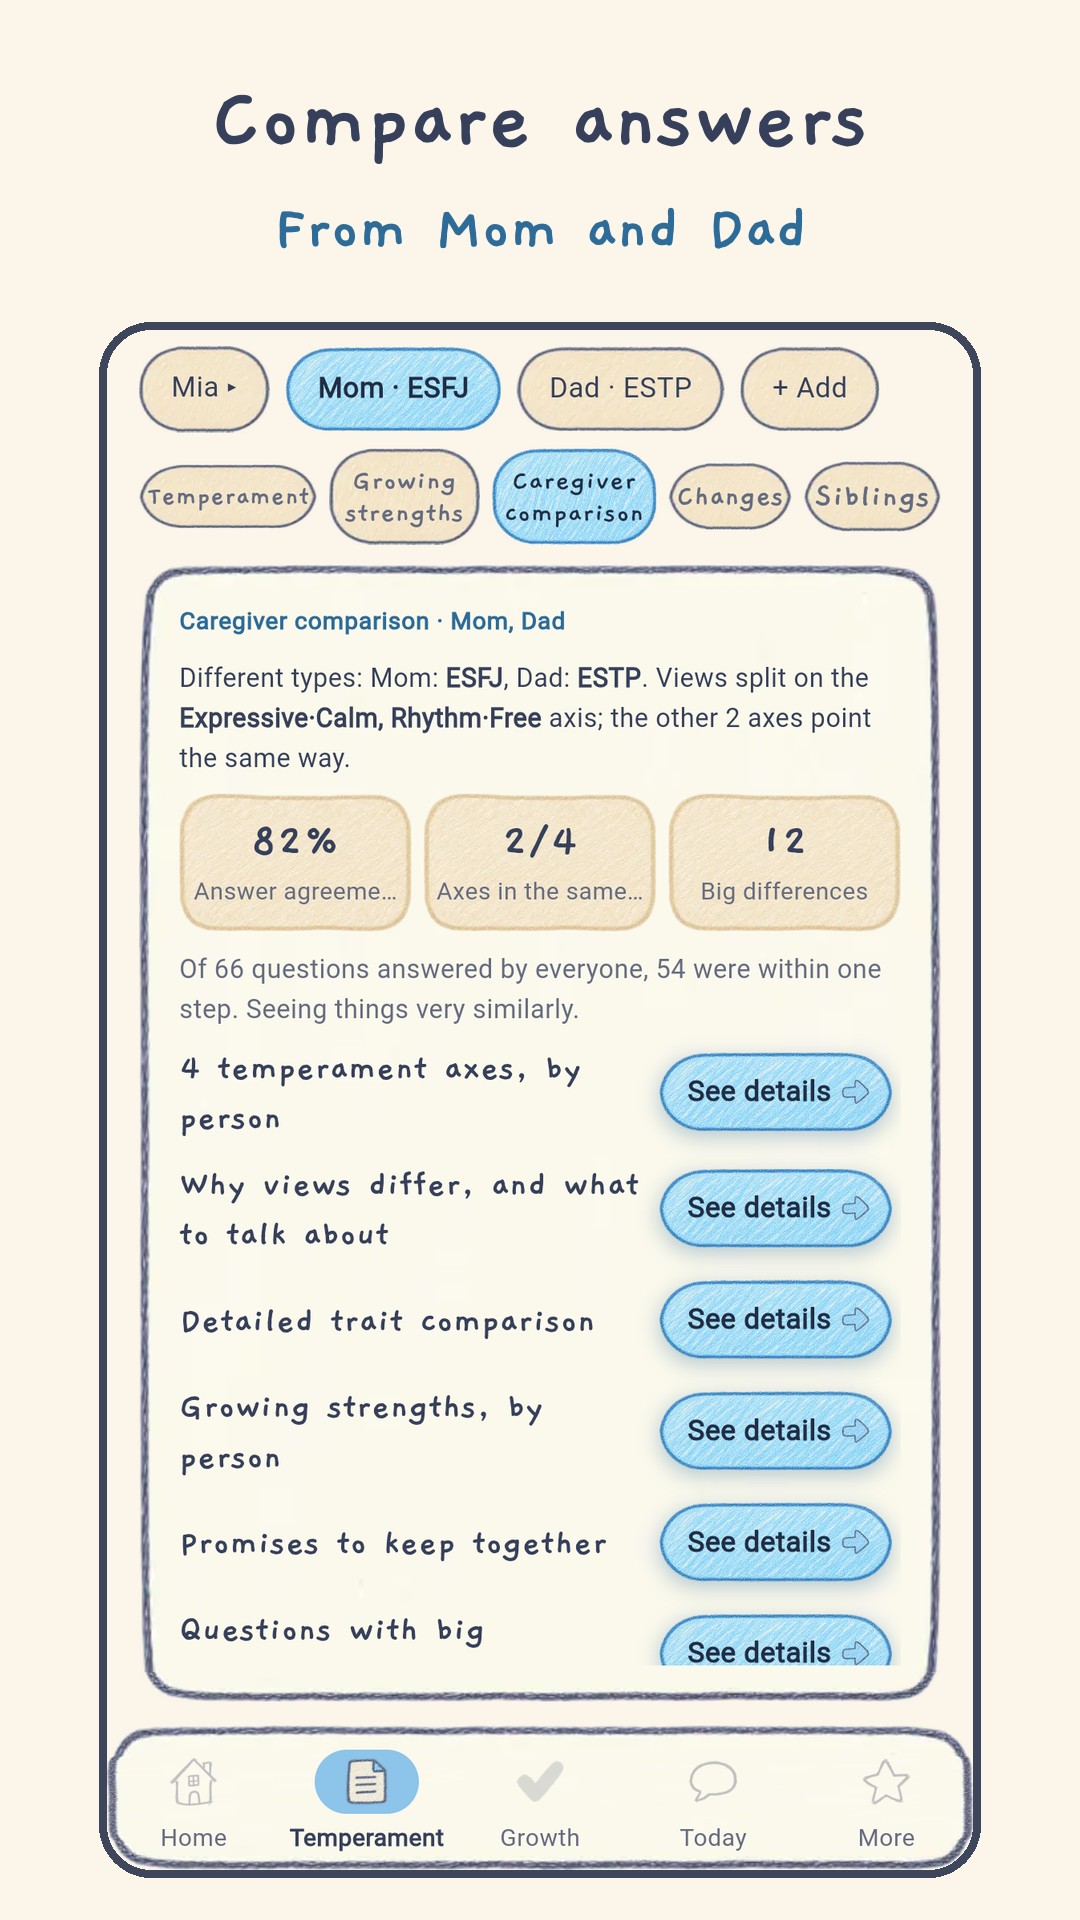 Compare answers
From Mom and Dad
Mia ▸
Mom · ESFJ
Dad · ESTP
+ Add
Temperament
Growing
strengths
Caregiver
comparison
Changes
Siblings
Caregiver comparison · Mom, Dad
Different types: Mom: ESFJ, Dad: ESTP. Views split on the
Expressive·Calm, Rhythm·Free axis; the other 2 axes point
the same way.
82%
Answer agreeme…
2/4
Axes in the same…
12
Big differences
Of 66 questions answered by everyone, 54 were within one
step. Seeing things very similarly.
4 temperament axes, by
person
See details
Why views differ, and what
to talk about
See details
Detailed trait comparison
See details
Growing strengths, by
person
See details
Promises to keep together
See details
Questions with big
See details
Home
Temperament
Growth
Today
More